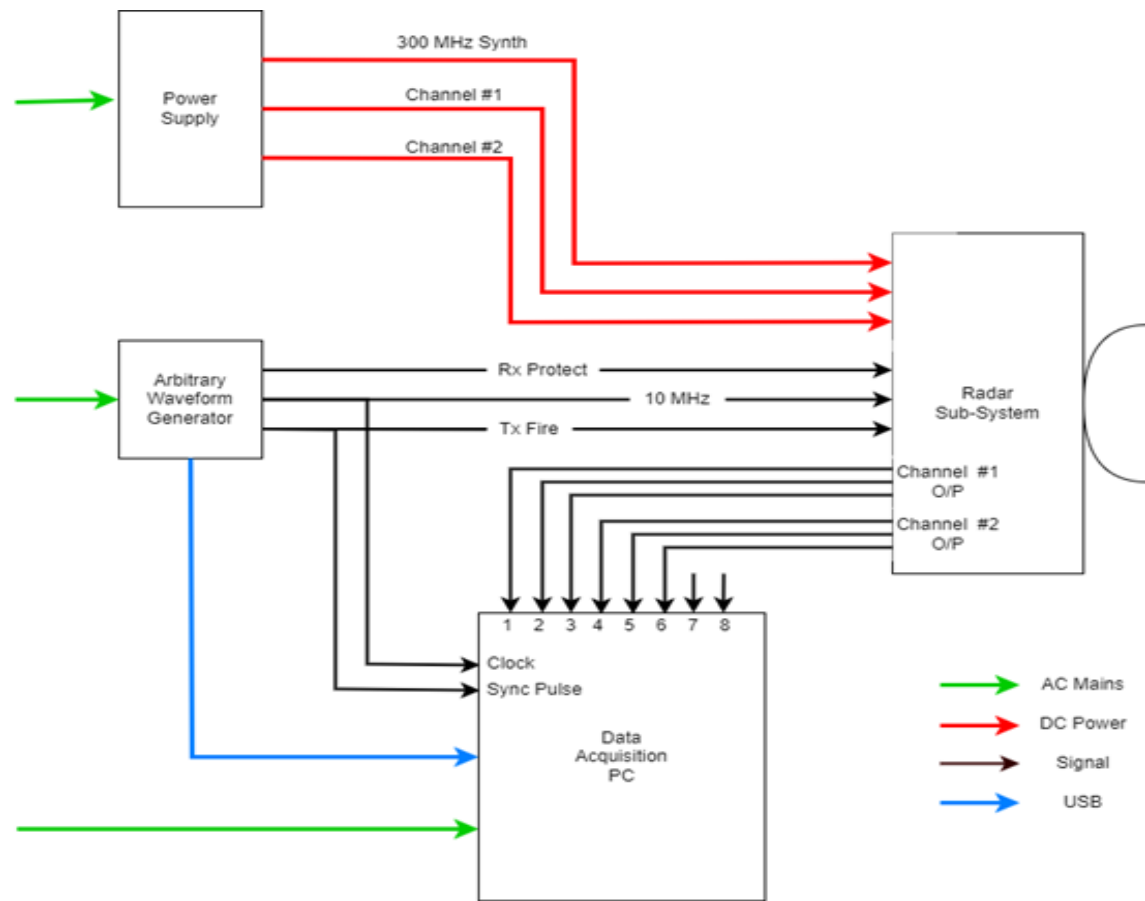 300 MHz Synth
Power
Supply
Channel #1
Channel #2
Arbitrary
Waveform
Generator
Rx Protect
10 MHz
Tx Fire
Radar
Sub-System
Channel #1
O/P
Channel #2
O/P
1 2 3 4 5 6 7 8
Clock
Sync Pulse
Data
Acquisition
PC
AC Mains
DC Power
Signal
USB